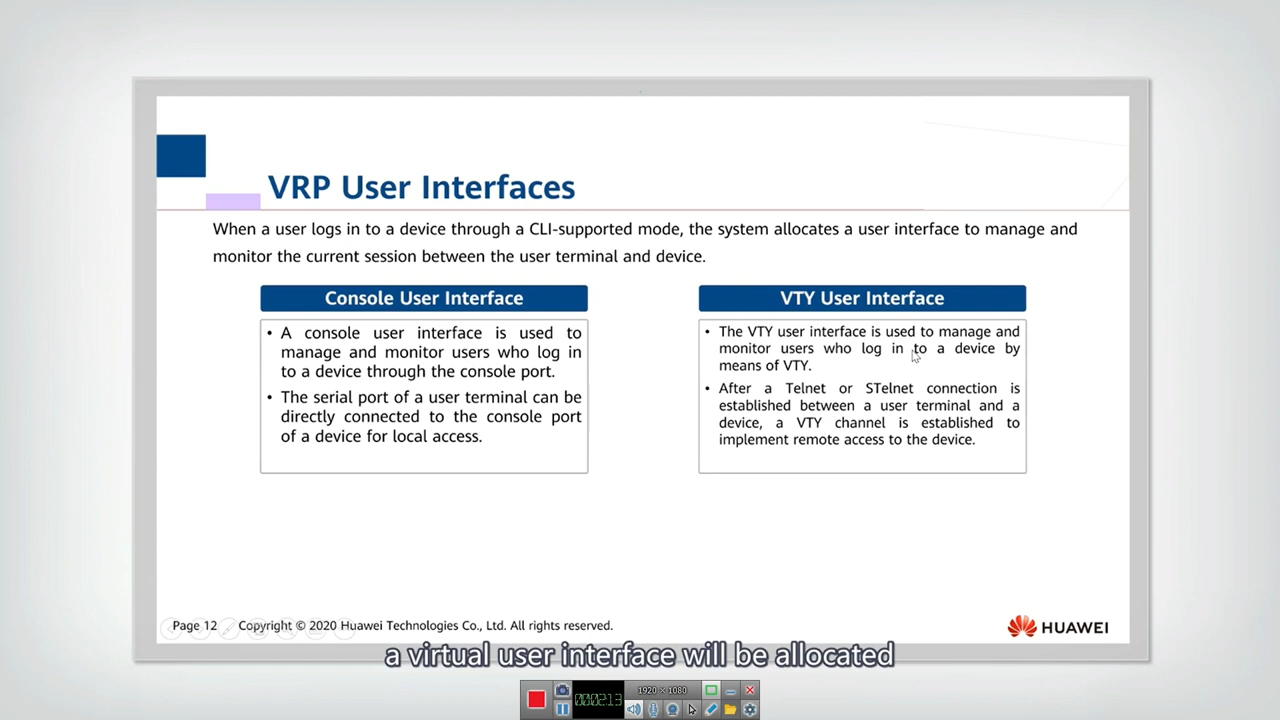 VRP User Interfaces
When a user logs in to a device through a CLI-supported mode, the system allocates a user interface to manage and
monitor the current session between the user terminal and device.
Console User Interface
• A console user interface is used to
manage and monitor users who log in
to a device through the console port.
• The serial port of a user terminal can be
directly connected to the console port
of a device for local access.
VTY User Interface
• The VTY user interface is used to manage and
monitor users who log in to a device by
means of VTY.
• After a Telnet or STelnet connection is
established between a user terminal and a
device, a VTY channel is established to
implement remote access to the device.
Page 12 Copyright © 2020 Huawei Technologies Co., Ltd. All rights reserved.
HUAWEI
a virtual user interface will be allocated
000213
1920 × 1080